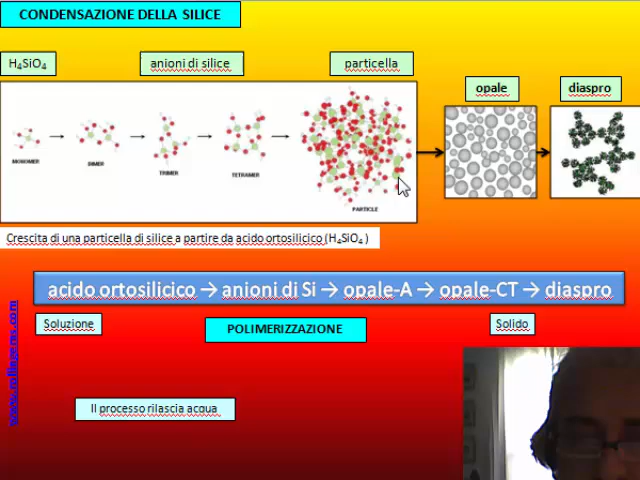 CONDENSAZIONE DELLA SILICE
H₄SiO₄
anioni di silice
particella
opale
diaspro
MONOMER
DIMER
TRIMER
TETRAMER
PARTICLE
Crescita di una particella di silice a partire da acido ortosilicico (H₄SiO₄ )
acido ortosilicico → anioni di Si → opale-A → opale-CT → diaspro
Soluzione
POLIMERIZZAZIONE
Solido
Il processo rilascia acqua